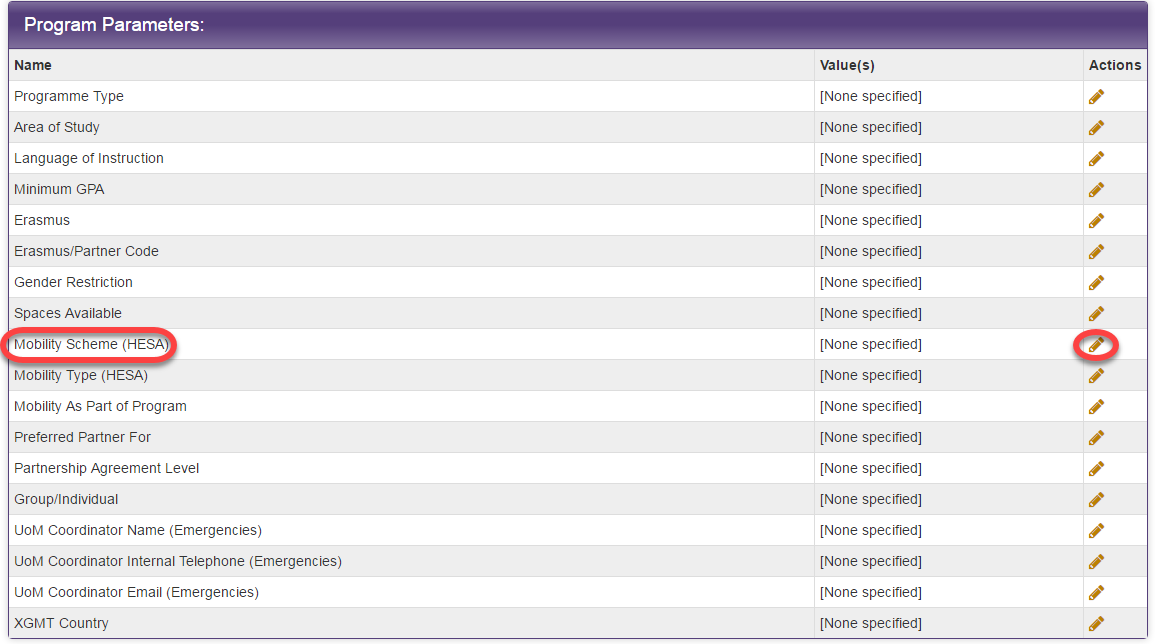 Program Parameters:
Name Value(s) Actions
Programme Type [None specified]
Area of Study [None specified]
Language of Instruction [None specified]
Minimum GPA [None specified]
Erasmus [None specified]
Erasmus/Partner Code [None specified]
Gender Restriction [None specified]
Spaces Available [None specified]
Mobility Scheme (HESA) [None specified]
Mobility Type (HESA) [None specified]
Mobility As Part of Program [None specified]
Preferred Partner For [None specified]
Partnership Agreement Level [None specified]
Group/Individual [None specified]
UoM Coordinator Name (Emergencies) [None specified]
UoM Coordinator Internal Telephone (Emergencies) [None specified]
UoM Coordinator Email (Emergencies) [None specified]
XGMT Country [None specified]